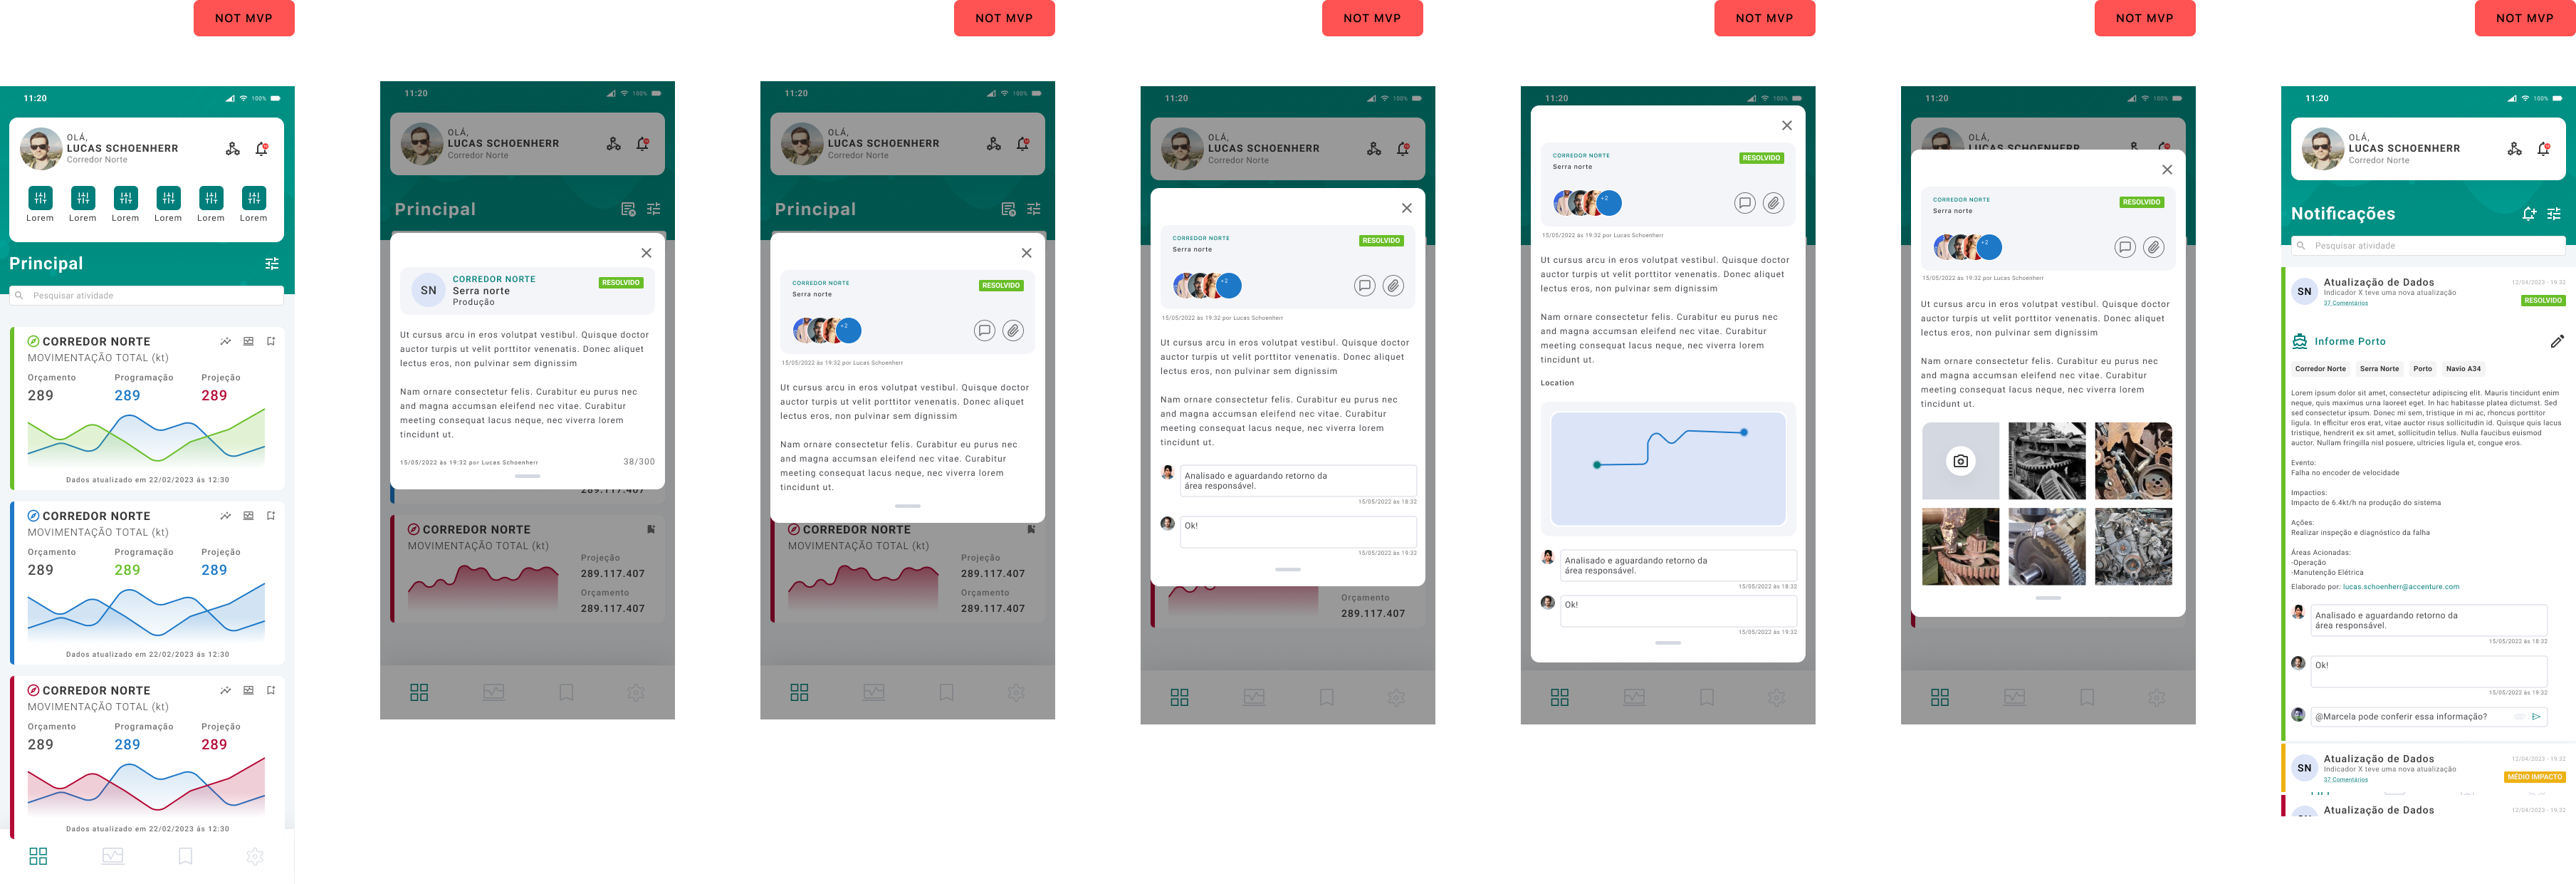 NOT MVP
11:20
100%
OLÁ,
LUCAS SCHOENHERR
Corredor Norte
Lorem
Lorem
Lorem
Lorem
Lorem
Lorem
Principal
Pesquisar atividade
CORREDOR NORTE
MOVIMENTAÇÃO TOTAL (kt)
Orçamento Programação Projeção
289 289 289
Dados atualizado em 22/02/2023 ás 12:30
CORREDOR NORTE
MOVIMENTAÇÃO TOTAL (kt)
Orçamento Programação Projeção
289 289 289
Dados atualizado em 22/02/2023 ás 12:30
CORREDOR NORTE
MOVIMENTAÇÃO TOTAL (kt)
Orçamento Programação Projeção
289 289 289
Dados atualizado em 22/02/2023 ás 12:30
11:20
100%
OLÁ,
LUCAS SCHOENHERR
Corredor Norte
Principal
SN
CORREDOR NORTE
Serra norte
Produção
RESOLVIDO
Ut cursus arcu in eros volutpat vestibul. Quisque doctor
auctor turpis ut velit porttitor venenatis. Donec aliquet
lectus eros, non pulvinar sem dignissim
Nam ornare consectetur felis. Curabitur eu purus nec
and magna accumsan eleifend nec vitae. Curabitur
meeting consequat lacus neque, nec viverra lorem
tincidunt ut.
15/05/2022 às 19:32 por Lucas Schoenherr
38/300
289.117.407
CORREDOR NORTE
MOVIMENTAÇÃO TOTAL (kt)
Projeção
289.117.407
Orçamento
289.117.407
NOT MVP
11:20
100%
OLÁ,
LUCAS SCHOENHERR
Corredor Norte
Principal
CORREDOR NORTE
Serra norte
RESOLVIDO
+2
15/05/2022 às 19:32 por Lucas Schoenherr
Ut cursus arcu in eros volutpat vestibul. Quisque doctor
auctor turpis ut velit porttitor venenatis. Donec aliquet
lectus eros, non pulvinar sem dignissim
Nam ornare consectetur felis. Curabitur eu purus nec
and magna accumsan eleifend nec vitae. Curabitur
meeting consequat lacus neque, nec viverra lorem
tincidunt ut.
CORREDOR NORTE
MOVIMENTAÇÃO TOTAL (kt)
Projeção
289.117.407
Orçamento
289.117.407
NOT MVP
11:20
100%
OLÁ,
LUCAS SCHOENHERR
Corredor Norte
CORREDOR NORTE
Serra norte
RESOLVIDO
+2
15/05/2022 às 19:32 por Lucas Schoenherr
Ut cursus arcu in eros volutpat vestibul. Quisque doctor
auctor turpis ut velit porttitor venenatis. Donec aliquet
lectus eros, non pulvinar sem dignissim
Nam ornare consectetur felis. Curabitur eu purus nec
and magna accumsan eleifend nec vitae. Curabitur
meeting consequat lacus neque, nec viverra lorem
tincidunt ut.
Analisado e aguardando retorno da
área responsável.
15/05/2022 às 18:32
Ok!
15/05/2022 às 19:32
Orçamento
289.117.407
NOT MVP
11:20
100%
CORREDOR NORTE
Serra norte
RESOLVIDO
+2
15/05/2022 às 19:32 por Lucas Schoenherr
Ut cursus arcu in eros volutpat vestibul. Quisque doctor
auctor turpis ut velit porttitor venenatis. Donec aliquet
lectus eros, non pulvinar sem dignissim
Nam ornare consectetur felis. Curabitur eu purus nec
and magna accumsan eleifend nec vitae. Curabitur
meeting consequat lacus neque, nec viverra lorem
tincidunt ut.
Location
Analisado e aguardando retorno da
área responsável.
15/05/2022 às 18:32
Ok!
15/05/2022 às 19:32
NOT MVP
11:20
100%
OLÁ,
LUCAS SCHOENHERR
CORREDOR NORTE
Serra norte
RESOLVIDO
+2
15/05/2022 às 19:32 por Lucas Schoenherr
Ut cursus arcu in eros volutpat vestibul. Quisque doctor
auctor turpis ut velit porttitor venenatis. Donec aliquet
lectus eros, non pulvinar sem dignissim
Nam ornare consectetur felis. Curabitur eu purus nec
and magna accumsan eleifend nec vitae. Curabitur
meeting consequat lacus neque, nec viverra lorem
tincidunt ut.
NOT MVP
11:20
100%
OLÁ,
LUCAS SCHOENHERR
Corredor Norte
Notificações
Pesquisar atividade
SN
Atualização de Dados
Indicador X teve uma nova atualização
37 Comentários
12/04/2023 - 19:32
RESOLVIDO
Informe Porto
Corredor Norte Serra Norte Porto Navio A34
Lorem ipsum dolor sit amet, consectetur adipiscing elit. Mauris tincidunt enim
neque, quis maximus urna laoreet eget. In hac habitasse platea dictumst. Sed
sed consectetur ipsum. Donec mi sem, tristique in mi ac, rhoncus porttitor
ligula. In efficitur eros erat, vitae auctor risus sollicitudin id. Quisque quis lacus
tristique, hendrerit ex sit amet, sollicitudin tellus. Nulla faucibus euismod
auctor. Nullam fringilla nisl posuere, ultricies ligula et, congue eros.
Evento:
Falha no encoder de velocidade
Impactios:
Impacto de 6.4kt/h na produção do sistema
Ações:
Realizar inspeção e diagnóstico da falha
Áreas Acionadas:
-Operação
-Manutenção Elétrica
Elaborado por: lucas.schoenherr@accenture.com
Analisado e aguardando retorno da
área responsável.
15/05/2022 às 18:32
Ok!
15/05/2022 às 19:32
@Marcela pode conferir essa informação?
SN
Atualização de Dados
Indicador X teve uma nova atualização
37 Comentários
12/04/2023 - 19:32
MÉDIO IMPACTO
Atualização de Dados
12/04/2023 - 19:32